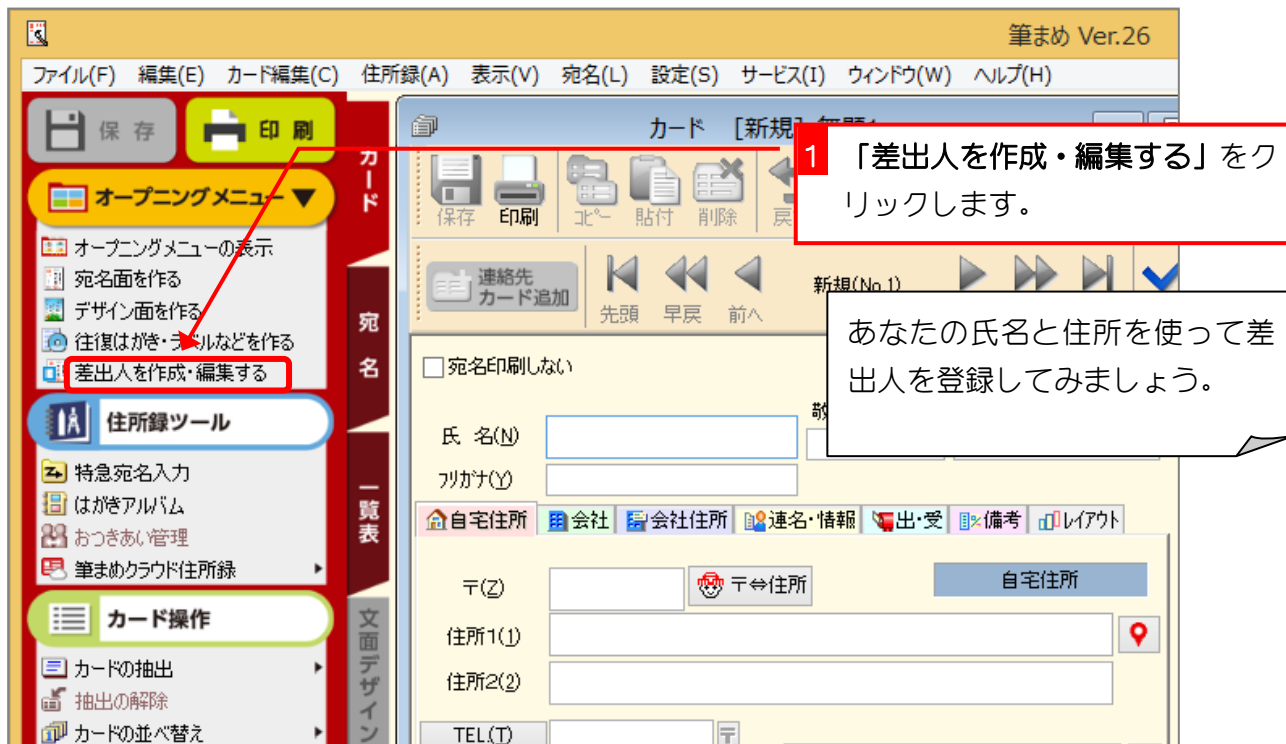 筆まめ Ver.26
ファイル(F) 編集(E) カード編集(C) 住所録(A) 表示(V) 宛名(L) 設定(S) サービス(I) ウィンドウ(W) ヘルプ(H)
保存
印刷
オープニングメニュー▼
オープニングメニューの表示
宛名面を作る
デザイン面を作る
往復はがき・ラベルなどを作る
差出人を作成・編集する
住所録ツール
特急宛名入力
はがきアルバム
おつきあい管理
筆まめクラウド住所録
カード操作
カードの抽出
抽出の解除
カードの並べ替え
カード
宛名
一覧表
文面デザイン
カード [新規]
保存 印刷 コピー 貼付 削除 戻
1 「差出人を作成・編集する」をク
リックします。
連絡先
カード追加
先頭 早戻 前へ
新規(No.1)
あなたの氏名と住所を使って差
出人を登録してみましょう。
宛名印刷しない
敬
氏 名(N)
フリガナ(Y)
自宅住所 会社 会社住所 連名・情報 出・受 備考 レイアウト
〒(Z)
〒⇔住所
自宅住所
住所1(1)
住所2(2)
TEL(T)
〒